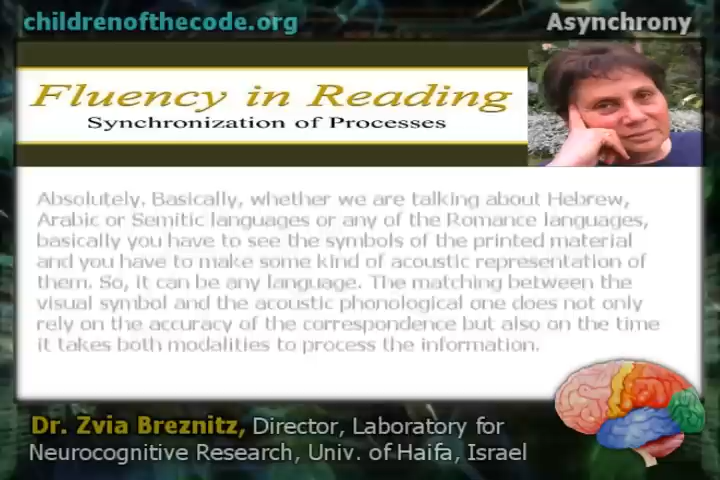 childrenofthecode.org
Asynchrony
Fluency in Reading
Synchronization of Processes
Absolutely. Basically, whether we are talking about Hebrew,
Arabic or Semitic languages or any of the Romance languages,
basically you have to see the symbols of the printed material
and you have to make some kind of acoustic representation of
them. So, it can be any language. The matching between the
visual symbol and the acoustic phonological one does not only
rely on the accuracy of the correspondence but also on the time
it takes both modalities to process the information.
Dr. Zvia Breznitz, Director, Laboratory for
Neurocognitive Research, Univ. of Haifa, Israel